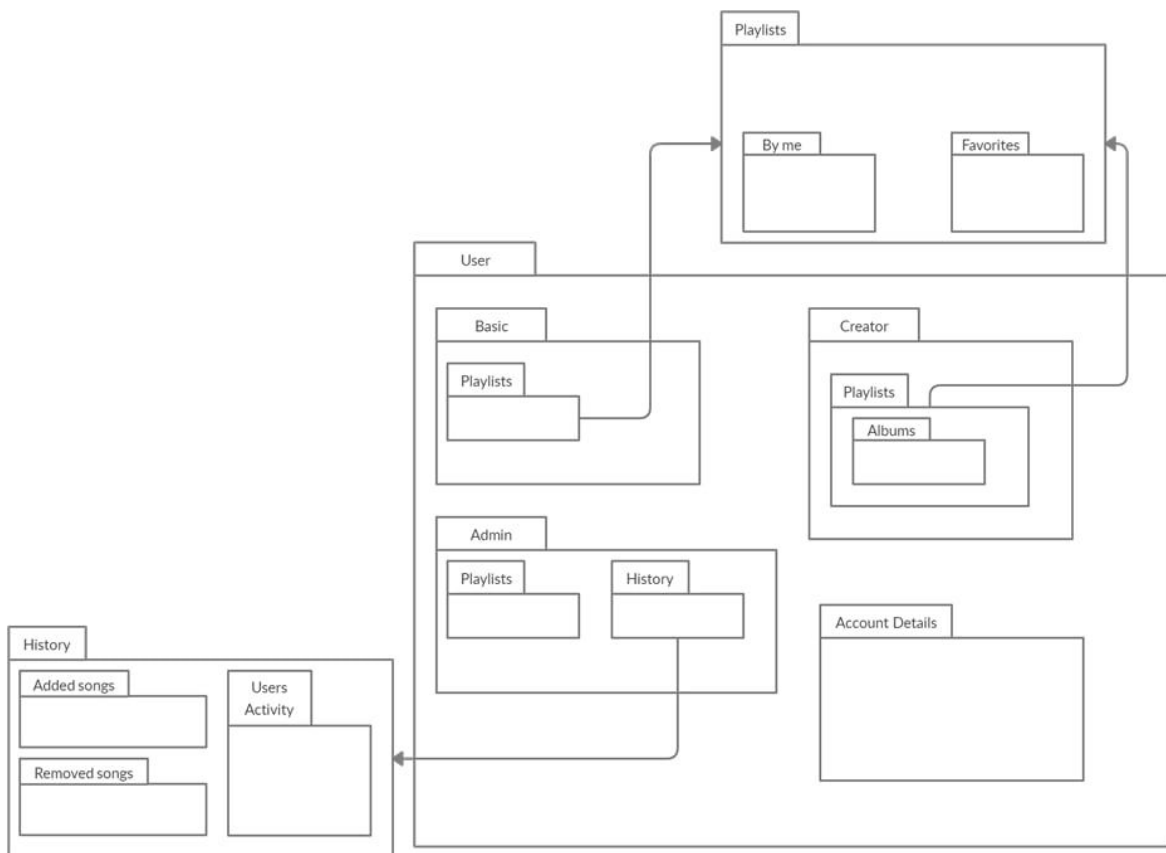 Playlists
By me
Favorites
User
Basic
Creator
Playlists
Playlists
Albums
Admin
Playlists
History
Account Details
History
Added songs
Users
Activity
Removed songs